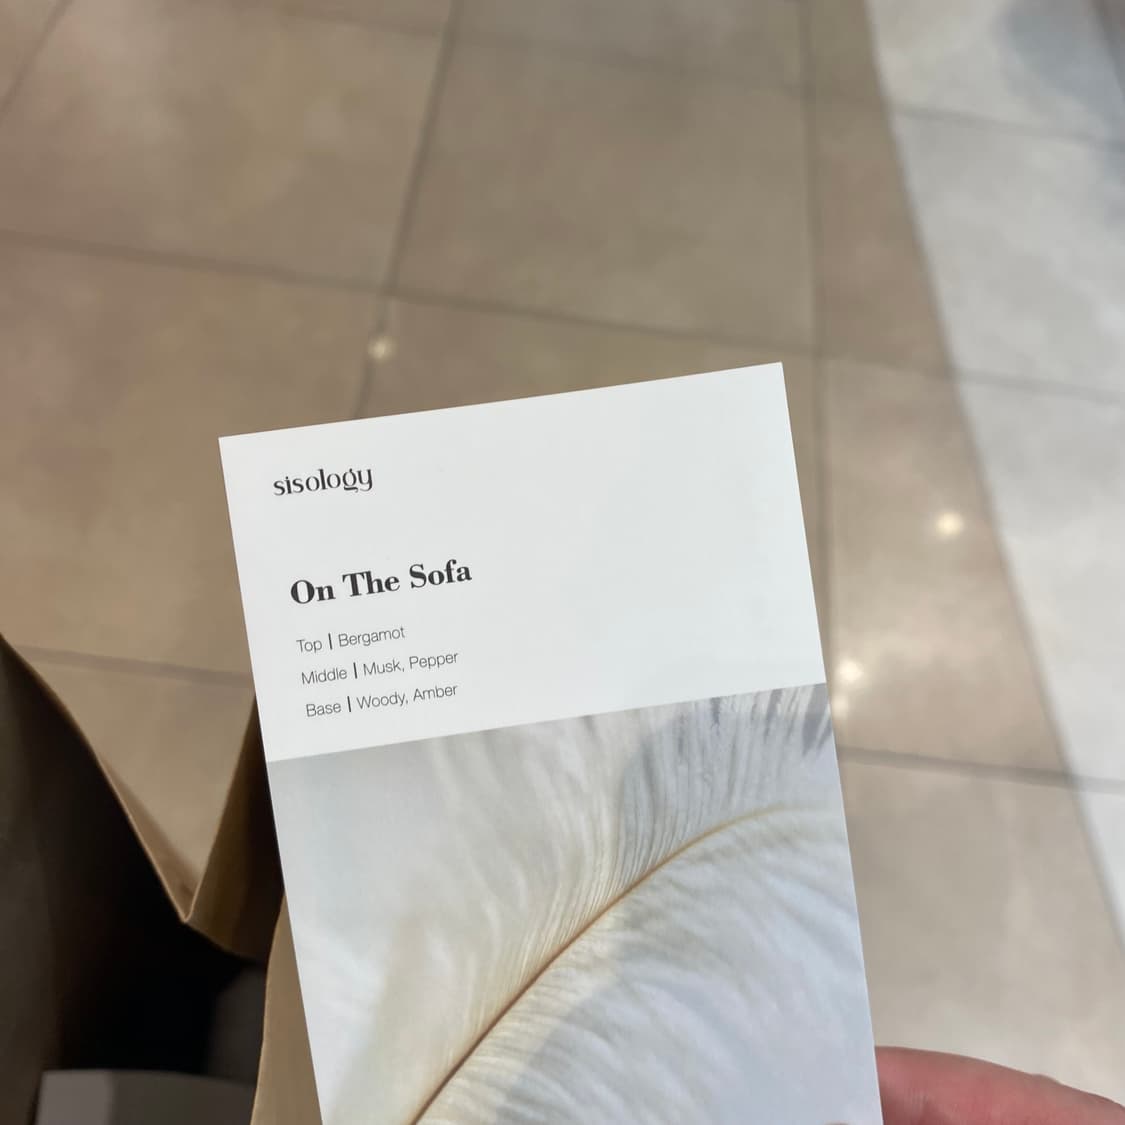 sisology
On The Sofa
Top | Bergamot
Middle | Musk, Pepper
Base | Woody, Amber